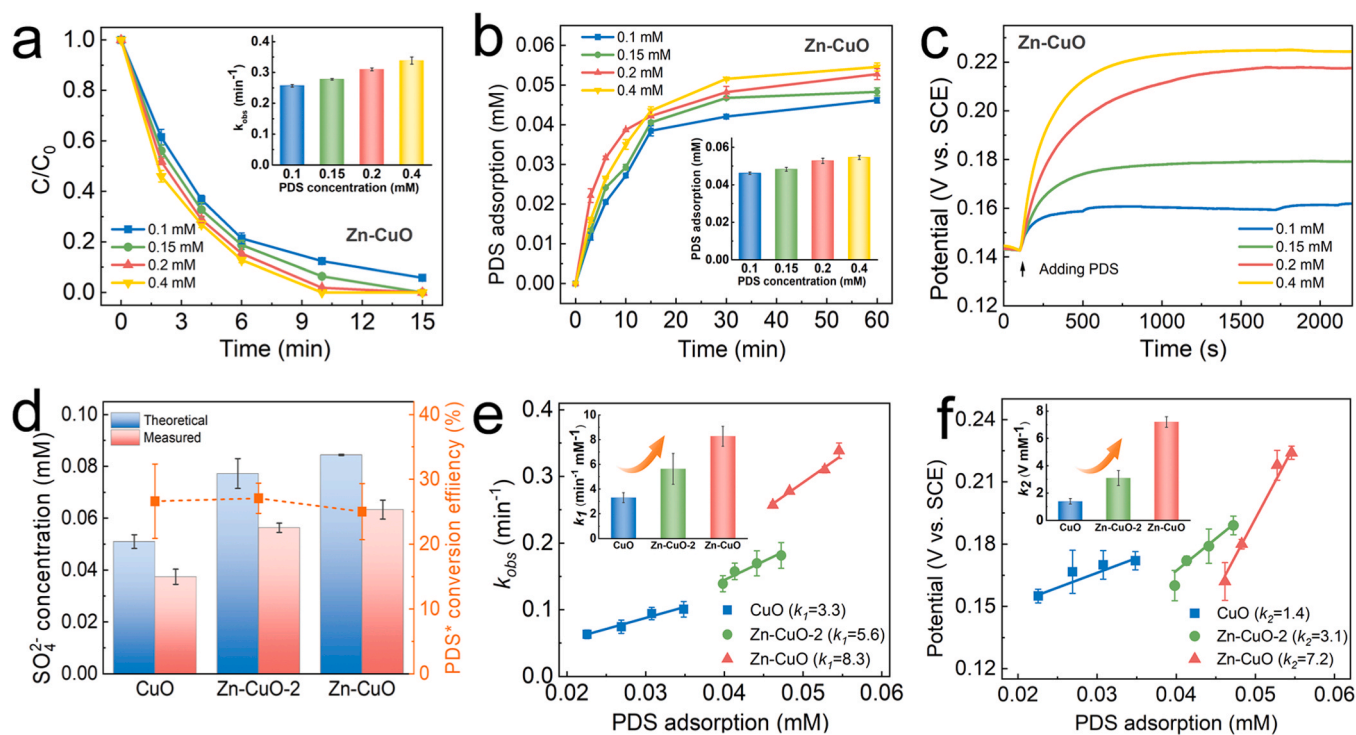 a
Zn-CuO
C/C0
1.0
0.8
0.6
0.4
0.2
0.0
0
3
6
9
12
15
Time (min)
0.1 mM
0.15 mM
0.2 mM
0.4 mM
kobs (min-1)
0.4
0.3
0.2
0.1
0.0
0.1
0.15
0.2
0.4
PDS concentration (mM)
b
Zn-CuO
PDS adsorption (mM)
0.06
0.05
0.04
0.03
0.02
0.01
0.00
0
10
20
30
40
50
60
Time (min)
0.1 mM
0.15 mM
0.2 mM
0.4 mM
PDS adsorption (mM)
0.06
0.04
0.02
0.00
0.1
0.15
0.2
0.4
PDS concentration (mM)
c
Zn-CuO
Potential (V vs. SCE)
0.22
0.20
0.18
0.16
0.14
0.12
0
500
1000
1500
2000
Time (s)
Adding PDS
0.1 mM
0.15 mM
0.2 mM
0.4 mM
d
Theoretical
Measured
SO4 2- concentration (mM)
0.10
0.08
0.06
0.04
0.02
0.00
CuO
Zn-CuO-2
Zn-CuO
40
35
30
25
20
15
10
5
0
PDS* conversion effiiency (%)
e
kobs (min-1)
0.4
0.3
0.2
0.1
0.0
0.02
0.03
0.04
0.05
0.06
PDS adsorption (mM)
k1 (min-1 mM-1)
10
8
6
4
2
0
CuO
Zn-CuO-2
Zn-CuO
CuO (k1=3.3)
Zn-CuO-2 (k1=5.6)
Zn-CuO (k1=8.3)
f
Potential (V vs. SCE)
0.24
0.21
0.18
0.15
0.12
0.02
0.03
0.04
0.05
0.06
PDS adsorption (mM)
k2 (V mM-1)
8
6
4
2
0
CuO
Zn-CuO-2
Zn-CuO
CuO (k2=1.4)
Zn-CuO-2 (k2=3.1)
Zn-CuO (k2=7.2)